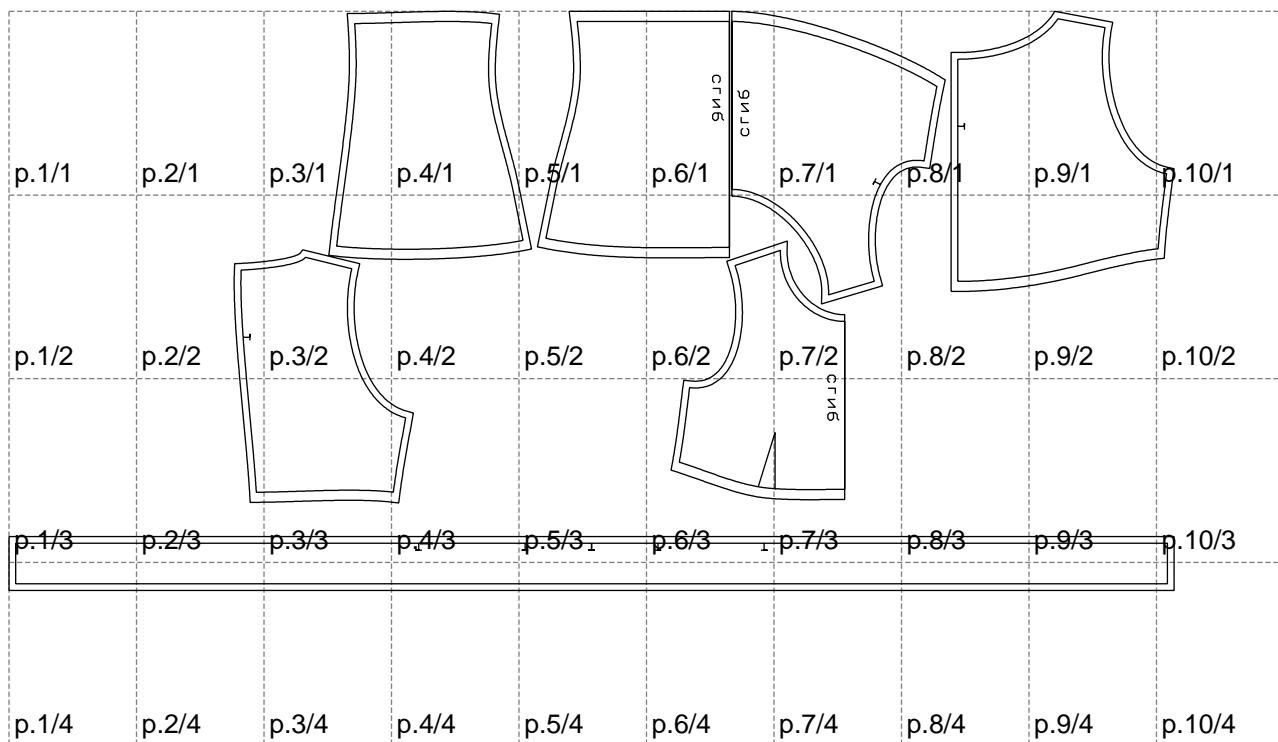 сгиб
сгиб
p.1/1 p.2/1 p.3/1 p.4/1 p.5/1 p.6/1 p.7/1 p.8/1 p.9/1 p.10/1
p.1/2 p.2/2 p.3/2 p.4/2 p.5/2 p.6/2 p.7/2 p.8/2 p.9/2 p.10/2
сгиб
p.1/3 p.2/3 p.3/3 p.4/3 p.5/3 p.6/3 p.7/3 p.8/3 p.9/3 p.10/3
p.1/4 p.2/4 p.3/4 p.4/4 p.5/4 p.6/4 p.7/4 p.8/4 p.9/4 p.10/4